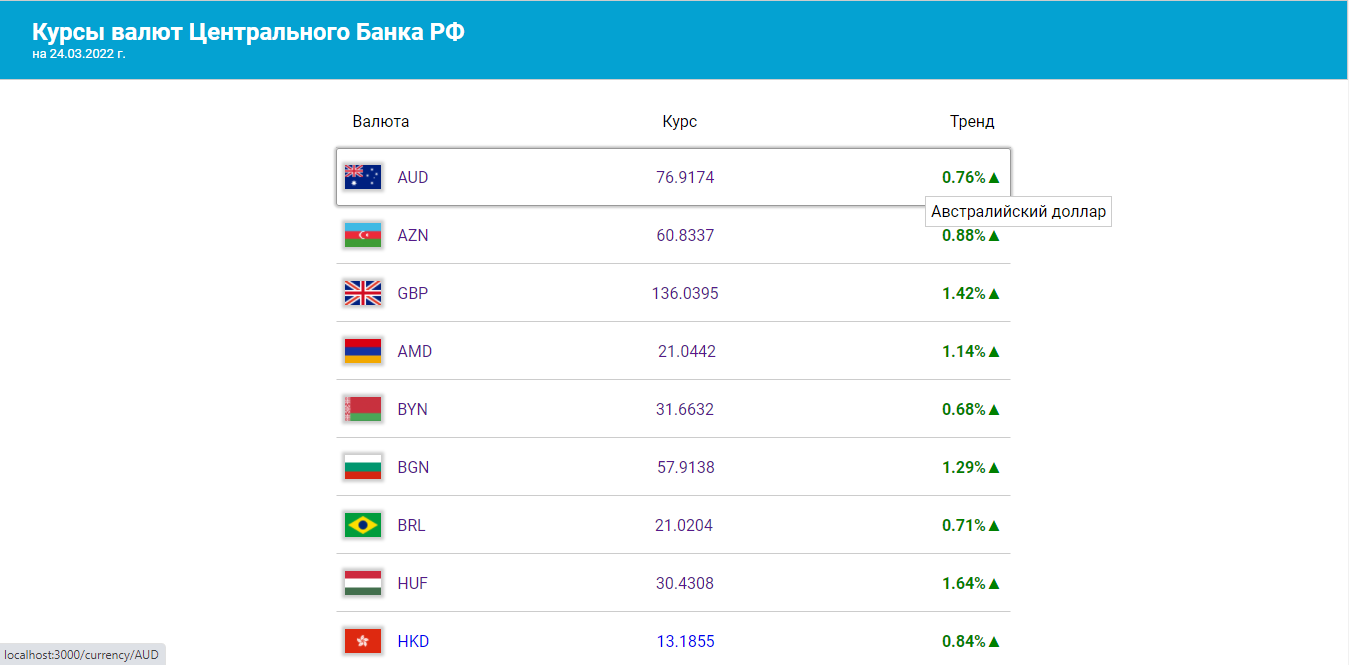 Курсы валют Центрального Банка РФ
на 24.03.2022 г.
Валюта Курс Тренд
AUD 76.9174 0.76%▲
Австралийский доллар
AZN 60.8337 0.88%▲
GBP 136.0395 1.42%▲
AMD 21.0442 1.14%▲
BYN 31.6632 0.68%▲
BGN 57.9138 1.29%▲
BRL 21.0204 0.71%▲
HUF 30.4308 1.64%▲
HKD 13.1855 0.84%▲
localhost:3000/currency/AUD